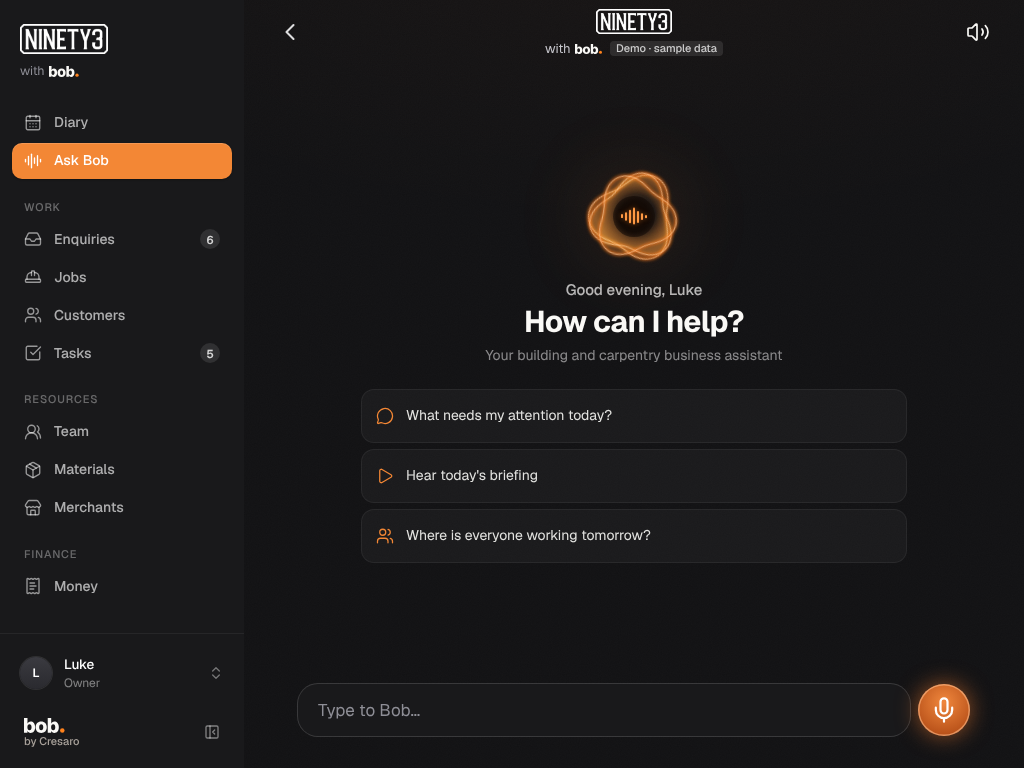 NINETY3
with bob.
Diary
Ask Bob
WORK
Enquiries 6
Jobs
Customers
Tasks 5
RESOURCES
Team
Materials
Merchants
FINANCE
Money
L
Luke
Owner
bob.
by Cresaro
NINETY3
with bob. Demo · sample data
Good evening, Luke
How can I help?
Your building and carpentry business assistant
What needs my attention today?
Hear today's briefing
Where is everyone working tomorrow?
Type to Bob…